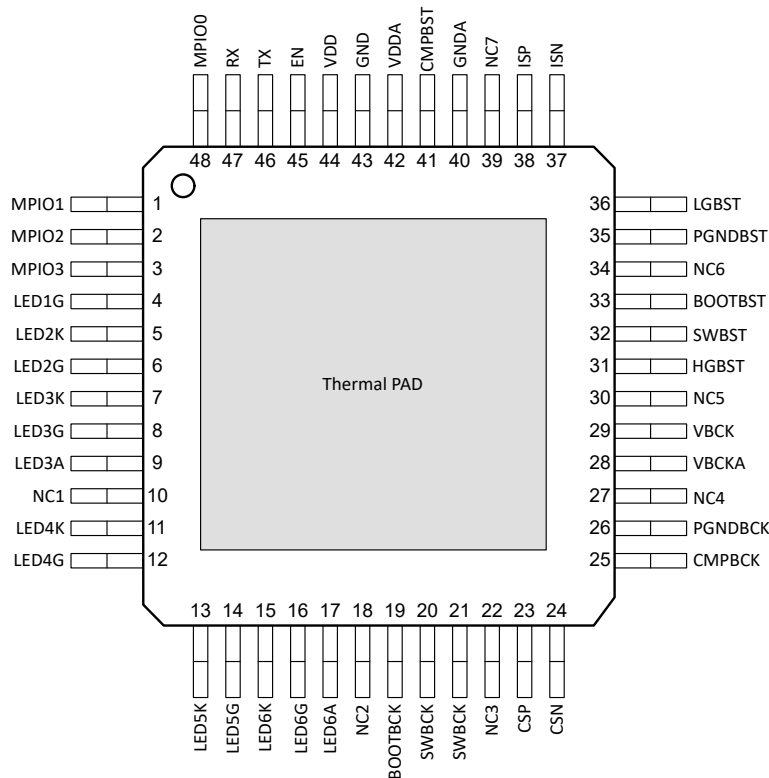 MPIO0
RX
TX
EN
VDD
GND
VDDA
CMPBST
GNDA
NC7
ISP
ISN
48 47 46 45 44 43 42 41 40 39 38 37
MPIO1 1
MPIO2 2
MPIO3 3
LED1G 4
LED2K 5
LED2G 6
LED3K 7
LED3G 8
LED3A 9
NC1 10
LED4K 11
LED4G 12
Thermal PAD
36 LGBST
35 PGNDBST
34 NC6
33 BOOTBST
32 SWBST
31 HGBST
30 NC5
29 VBCK
28 VBCKA
27 NC4
26 PGNDBCK
25 CMPBCK
13 14 15 16 17 18 19 20 21 22 23 24
LED5K
LED5G
LED6K
LED6G
LED6A
NC2
BOOTBCK
SWBCK
SWBCK
NC3
CSP
CSN